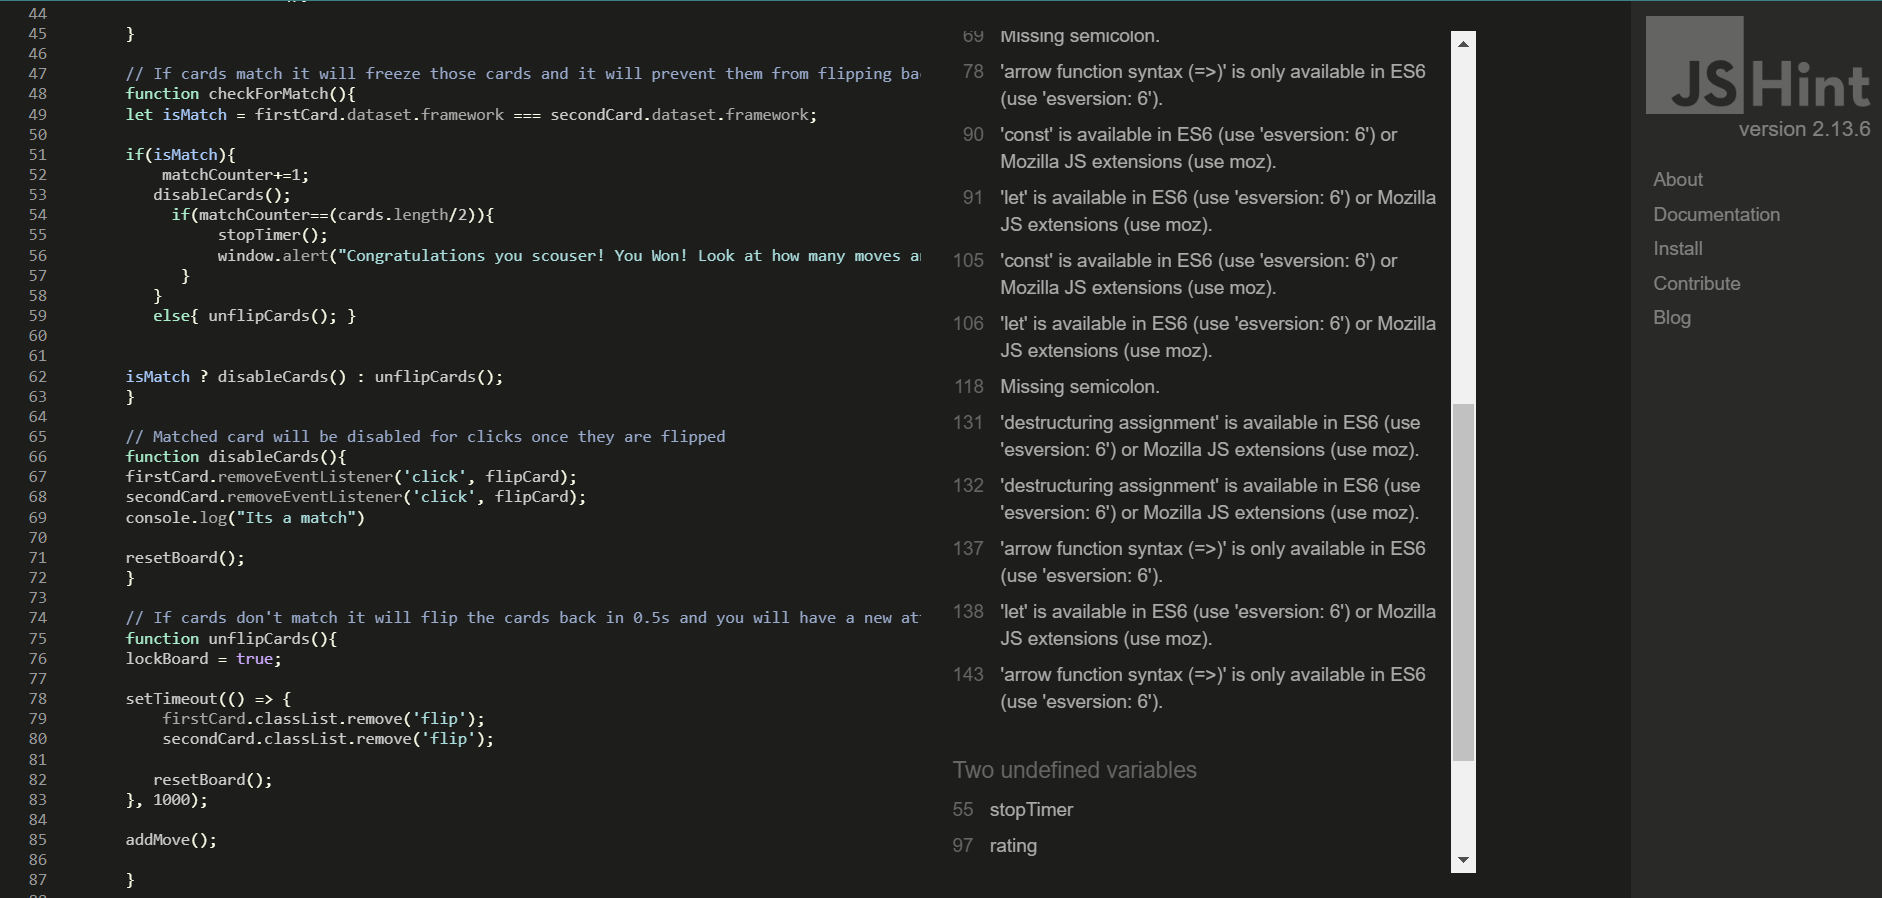 44
45 }
46
47 // If cards match it will freeze those cards and it will prevent them from flipping ba
48 function checkForMatch(){
49 let isMatch = firstCard.dataset.framework === secondCard.dataset.framework;
50
51 if(isMatch){
52 matchCounter+=1;
53 disableCards();
54 if(matchCounter==(cards.length/2)){
55 stopTimer();
56 window.alert("Congratulations you scouser! You Won! Look at how many moves a
57 }
58 }
59 else{ unflipCards(); }
60
61
62 isMatch ? disableCards() : unflipCards();
63 }
64
65 // Matched card will be disabled for clicks once they are flipped
66 function disableCards(){
67 firstCard.removeEventListener('click', flipCard);
68 secondCard.removeEventListener('click', flipCard);
69 console.log("Its a match")
70
71 resetBoard();
72 }
73
74 // If cards don't match it will flip the cards back in 0.5s and you will have a new at
75 function unflipCards(){
76 lockBoard = true;
77
78 setTimeout(() => {
79 firstCard.classList.remove('flip');
80 secondCard.classList.remove('flip');
81
82 resetBoard();
83 }, 1000);
84
85 addMove();
86
87 }
69 Missing semicolon.
78 'arrow function syntax (=>)' is only available in ES6
(use 'esversion: 6').
90 'const' is available in ES6 (use 'esversion: 6') or
Mozilla JS extensions (use moz).
91 'let' is available in ES6 (use 'esversion: 6') or Mozilla
JS extensions (use moz).
105 'const' is available in ES6 (use 'esversion: 6') or
Mozilla JS extensions (use moz).
106 'let' is available in ES6 (use 'esversion: 6') or Mozilla
JS extensions (use moz).
118 Missing semicolon.
131 'destructuring assignment' is available in ES6 (use
'esversion: 6') or Mozilla JS extensions (use moz).
132 'destructuring assignment' is available in ES6 (use
'esversion: 6') or Mozilla JS extensions (use moz).
137 'arrow function syntax (=>)' is only available in ES6
(use 'esversion: 6').
138 'let' is available in ES6 (use 'esversion: 6') or Mozilla
JS extensions (use moz).
143 'arrow function syntax (=>)' is only available in ES6
(use 'esversion: 6').
Two undefined variables
55 stopTimer
97 rating
JSHint
version 2.13.6
About
Documentation
Install
Contribute
Blog